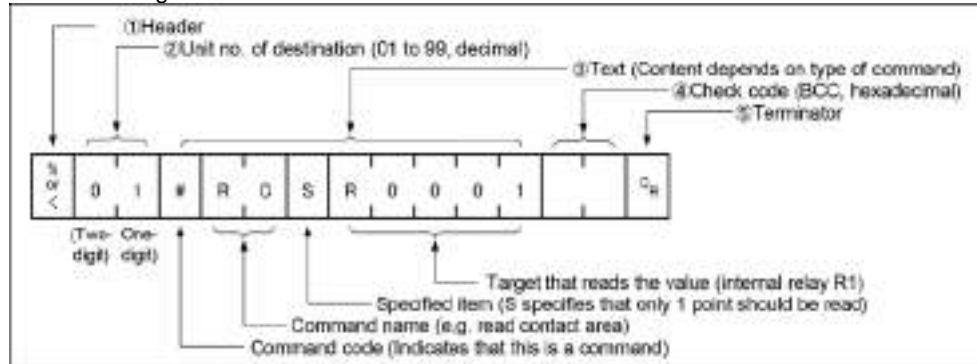 ①Header
②Unit no. of destination (01 to 99, decimal)
③Text (Content depends on type of command)
④Check code (BCC, hexadecimal)
⑤Terminator
% or < 0 1 # R C S R 0 0 0 1 CR
(Two-digit) One-digit)
Target that reads the value (internal relay R1)
Specified item (S specifies that only 1 point should be read)
Command name (e.g. read contact area)
Command code (Indicates that this is a command)